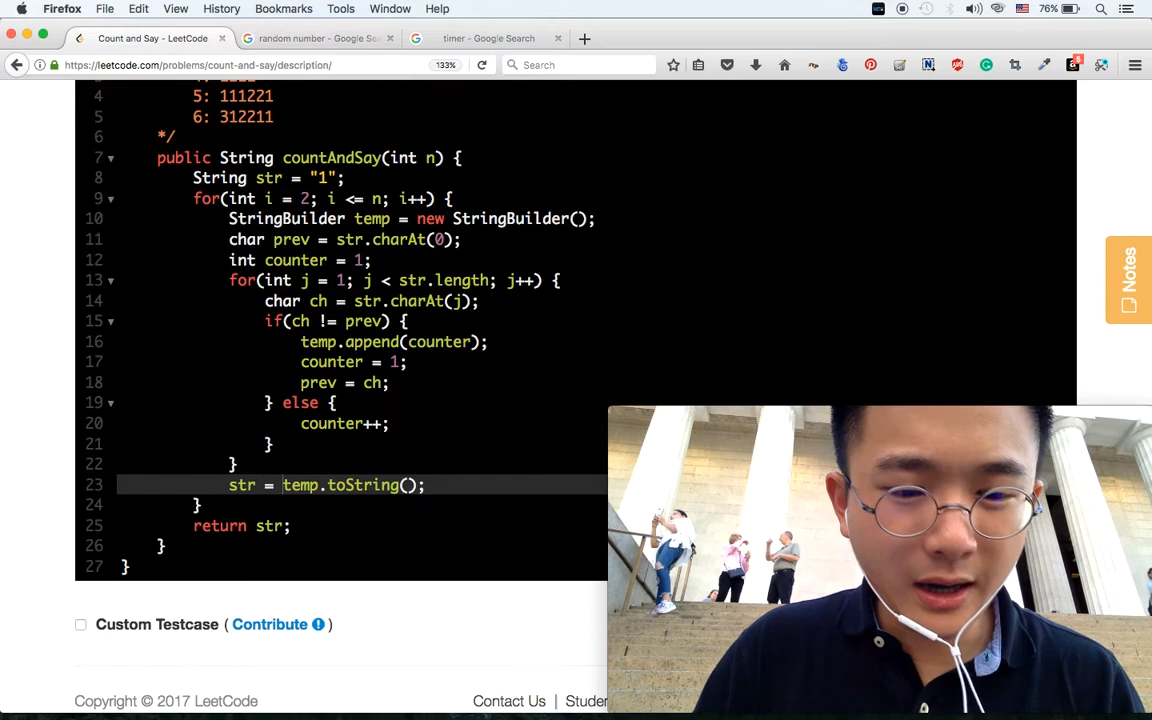 Firefox File Edit View History Bookmarks Tools Window Help 76%
Count and Say - LeetCode random number - Google Se timer - Google Search
https://leetcode.com/problems/count-and-say/description/ 133% Search
4 5: 111221
5 6: 312211
6 */
7 public String countAndSay(int n) {
8 String str = "1";
9 for(int i = 2; i <= n; i++) {
10 StringBuilder temp = new StringBuilder();
11 char prev = str.charAt(0);
12 int counter = 1;
13 for(int j = 1; j < str.length; j++) {
14 char ch = str.charAt(j);
15 if(ch != prev) {
16 temp.append(counter);
17 counter = 1;
18 prev = ch;
19 } else {
20 counter++;
21 }
22 }
23 str = temp.toString();
24 }
25 return str;
26 }
27 }
Notes
Custom Testcase ( Contribute )
Copyright © 2017 LeetCode Contact Us | Studen